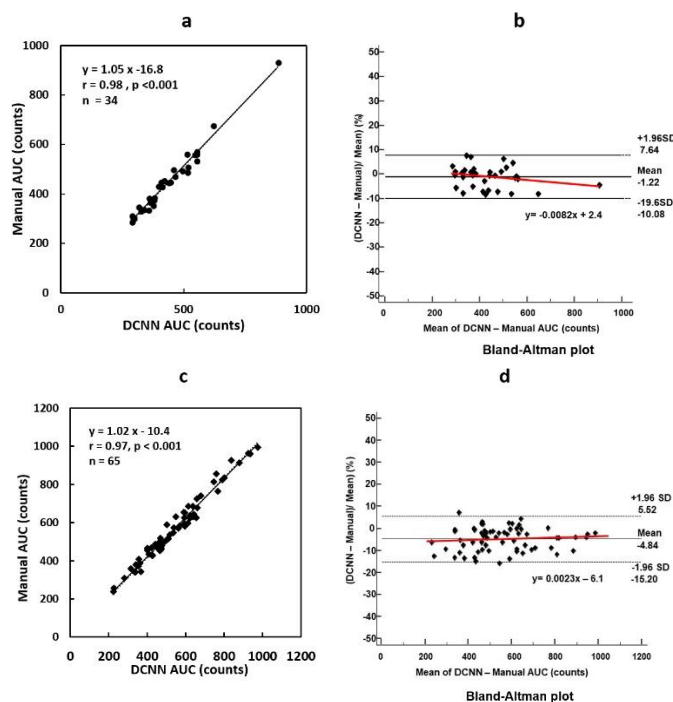 a
1000
800
600
400
200
0
0
500
1000
y = 1.05 x -16.8
r = 0.98 , p <0.001
n = 34
Manual AUC (counts)
DCNN AUC (counts)
b
50
40
30
20
10
0
-10
-20
-30
-40
-50
0
200
400
600
800
1000
(DCNN – Manual)/ Mean) (%)
+1.96SD
7.64
Mean
-1.22
-19.6SD
-10.08
y= -0.0082x + 2.4
Mean of DCNN – Manual AUC (counts)
Bland-Altman plot
c
1200
1000
800
600
400
200
0
0
200
400
600
800
1000
1200
y = 1.02 x - 10.4
r = 0.97, p < 0.001
n = 65
Manual AUC (counts)
DCNN AUC (counts)
d
50
40
30
20
10
0
-10
-20
-30
-40
-50
0
200
400
600
800
1000
(DCNN – Manual)/ Mean) (%)
+1.96 SD
5.52
Mean
-4.84
-1.96 SD
-15.20
y= 0.0023x – 6.1
Mean of DCNN – Manual AUC (counts)
Bland-Altman plot